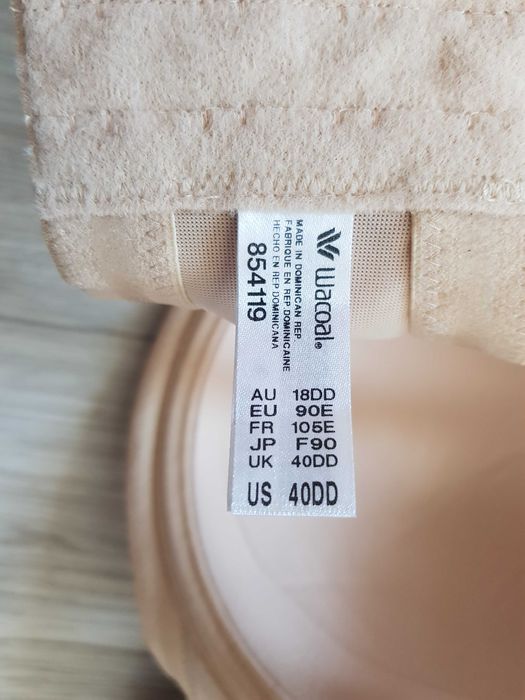 Wacoal®
MADE IN DOMINICAN REP.
FABRIQUE EN REP.DOMINICAINE
HECHO EN REP.DOMINICANA
854119
AU 18DD
EU 90E
FR 105E
JP F90
UK 40DD
US 40DD